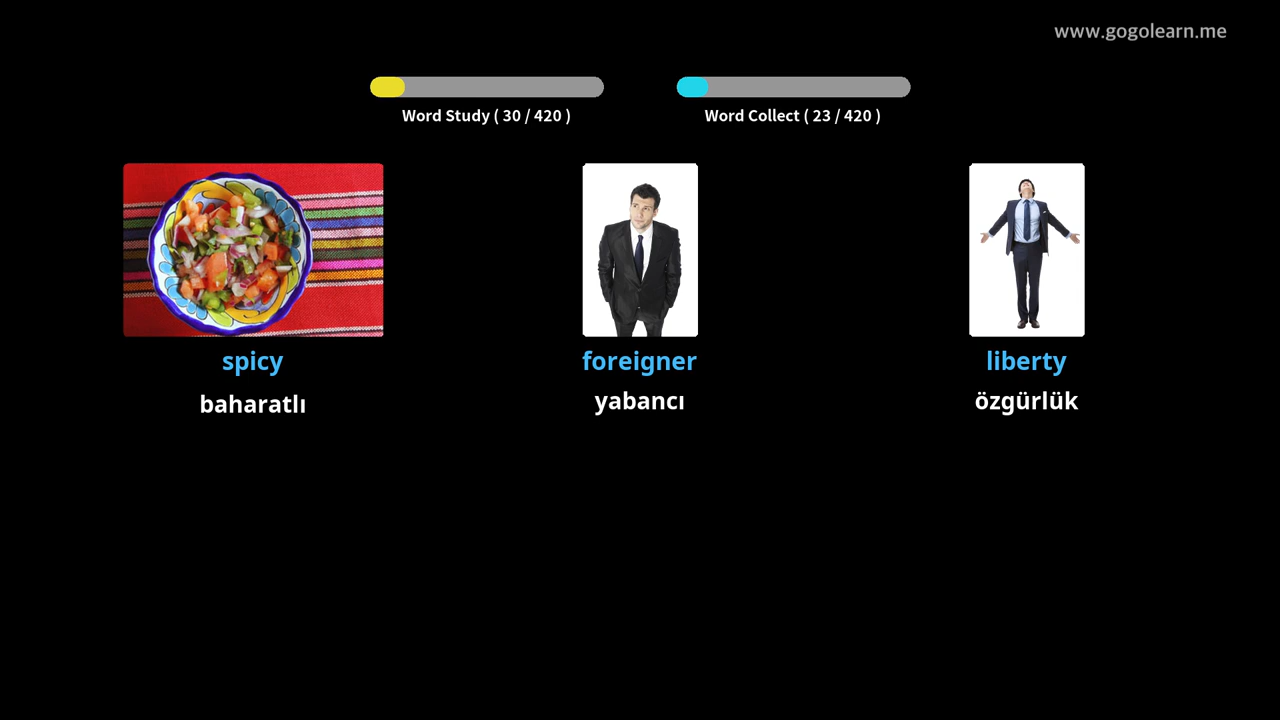 www.gogolearn.me
Word Study ( 30 / 420 )
Word Collect ( 23 / 420 )
spicy
foreigner
liberty
baharatlı
yabancı
özgürlük